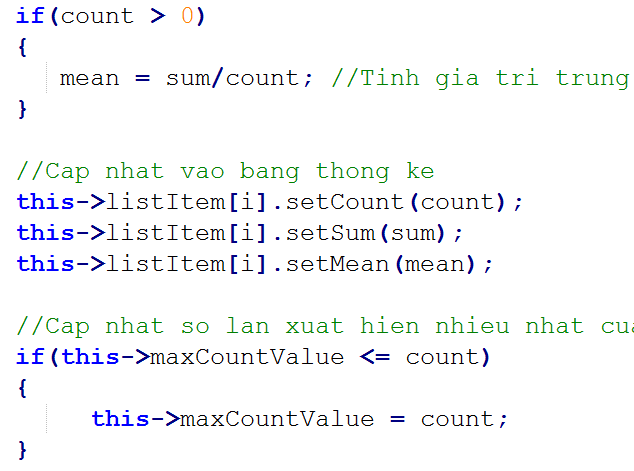 if(count > 0)
{
mean = sum/count; //Tinh gia tri trung
}
//Cap nhat vao bang thong ke
this->listItem[i].setCount(count);
this->listItem[i].setSum(sum);
this->listItem[i].setMean(mean);
//Cap nhat so lan xuat hien nhieu nhat
if(this->maxCountValue <= count)
{
this->maxCountValue = count;
}